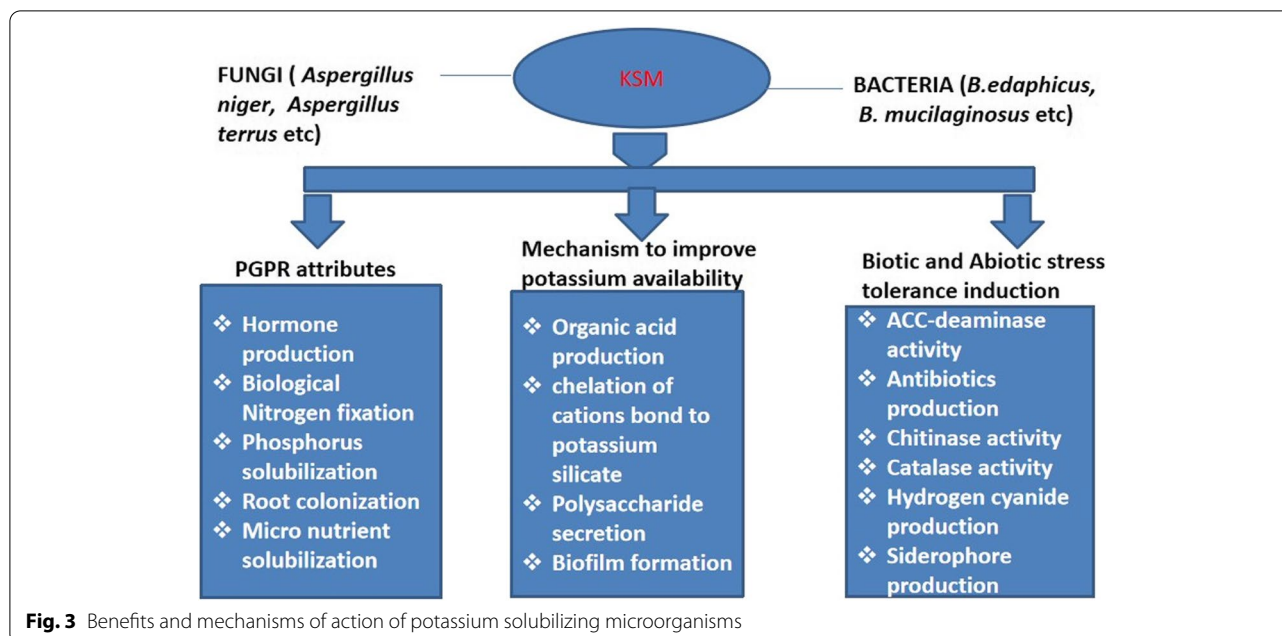 KSM
FUNGI ( Aspergillus
niger, Aspergillus
terrus etc)
BACTERIA (B.edaphicus,
B. mucilaginosus etc)
PGPR attributes
❖ Hormone
production
❖ Biological
Nitrogen fixation
❖ Phosphorus
solubilization
❖ Root colonization
❖ Micro nutrient
solubilization
Mechanism to improve
potassium availability
❖ Organic acid
production
❖ chelation of
cations bond to
potassium
silicate
❖ Polysaccharide
secretion
❖ Biofilm formation
Biotic and Abiotic stress
tolerance induction
❖ ACC-deaminase
activity
❖ Antibiotics
production
❖ Chitinase activity
❖ Catalase activity
❖ Hydrogen cyanide
production
❖ Siderophore
production
Fig. 3 Benefits and mechanisms of action of potassium solubilizing microorganisms